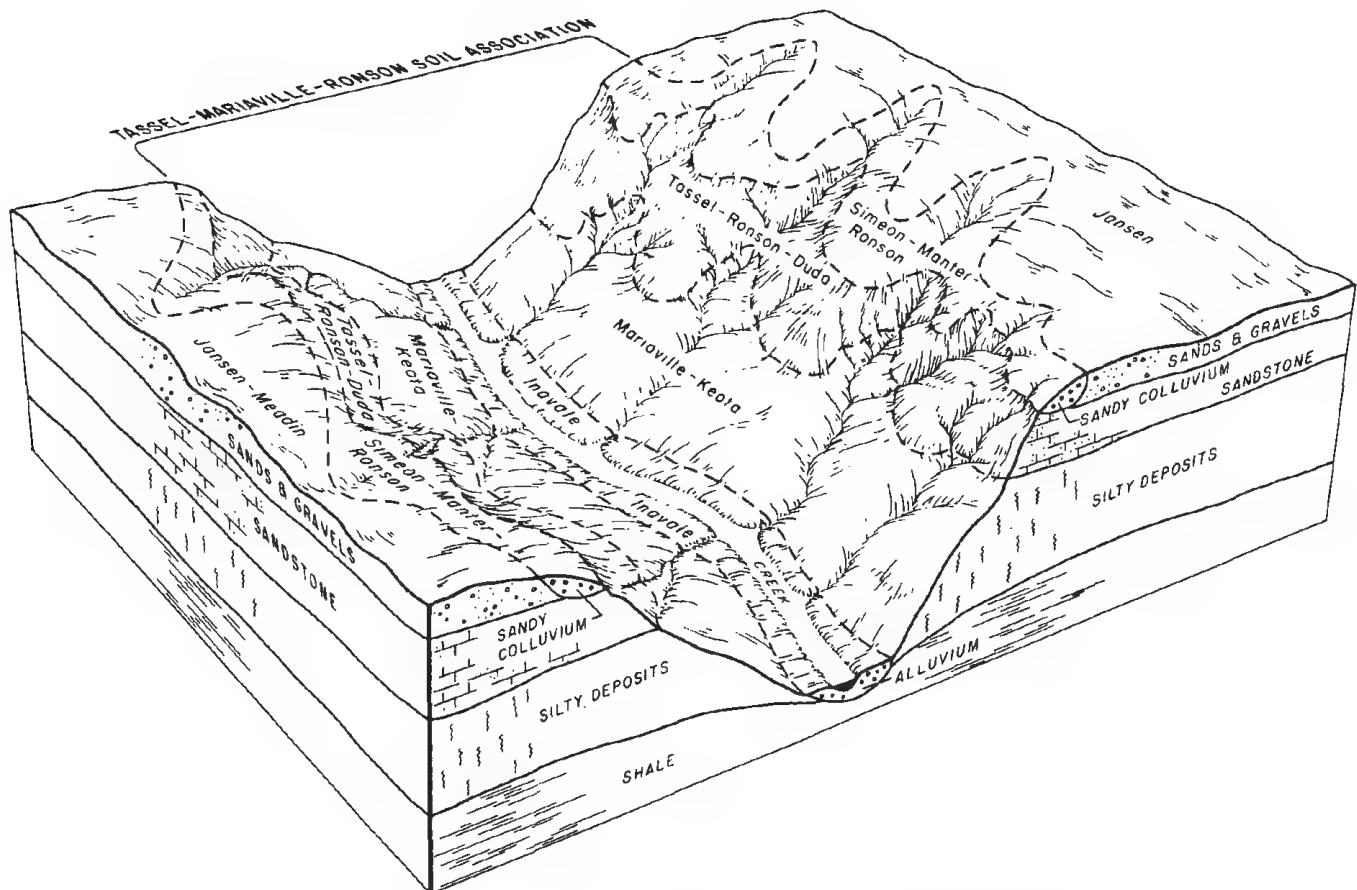 TASSEL-MARIAVILLE-RONSON SOIL ASSOCIATION
Tassel-Ronson-Duda
Simeon-Manter
Ronson
Jansen
Mariaville-Keota
Inavale
Mariaville
Keota
Tassel-
Ronson-Duda
Jansen-Meadin
Simeon-Manter
Ronson
Inavale
CREEK
SANDS & GRAVELS
SANDY COLLUVIUM
SANDSTONE
SILTY DEPOSITS
SANDS & GRAVELS
SANDSTONE
SANDY
COLLUVIUM
SILTY DEPOSITS
ALLUVIUM
SHALE